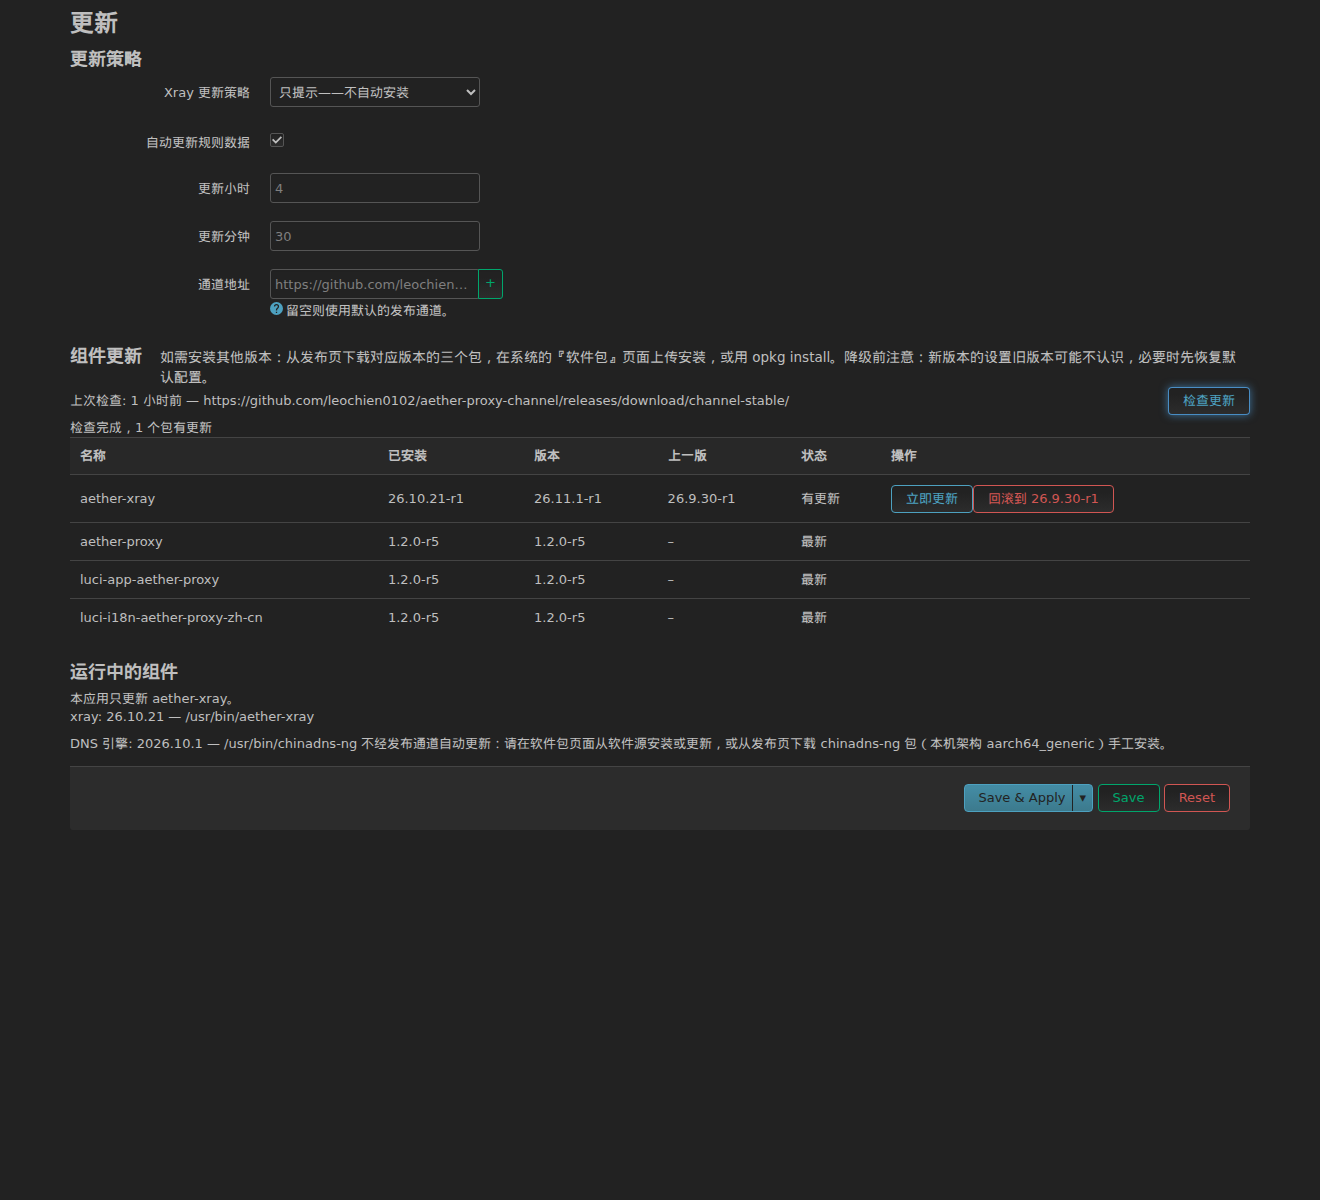 更新
更新策略
Xray 更新策略 只提示——不自动安装
自动更新规则数据
更新小时 4
更新分钟 30
通道地址 https://github.com/leochien... +
? 留空则使用默认的发布通道。
组件更新 如需安装其他版本：从发布页下载对应版本的三个包，在系统的『软件包』页面上传安装，或用 opkg install。降级前注意：新版本的设置旧版本可能不认识，必要时先恢复默
认配置。
上次检查: 1 小时前 — https://github.com/leochien0102/aether-proxy-channel/releases/download/channel-stable/ 检查更新
检查完成，1 个包有更新
名称 已安装 版本 上一版 状态 操作
aether-xray 26.10.21-r1 26.11.1-r1 26.9.30-r1 有更新 立即更新 回滚到 26.9.30-r1
aether-proxy 1.2.0-r5 1.2.0-r5 – 最新
luci-app-aether-proxy 1.2.0-r5 1.2.0-r5 – 最新
luci-i18n-aether-proxy-zh-cn 1.2.0-r5 1.2.0-r5 – 最新
运行中的组件
本应用只更新 aether-xray。
xray: 26.10.21 — /usr/bin/aether-xray
DNS 引擎: 2026.10.1 — /usr/bin/chinadns-ng 不经发布通道自动更新：请在软件包页面从软件源安装或更新，或从发布页下载 chinadns-ng 包（本机架构 aarch64_generic）手工安装。
Save & Apply ▾ Save Reset